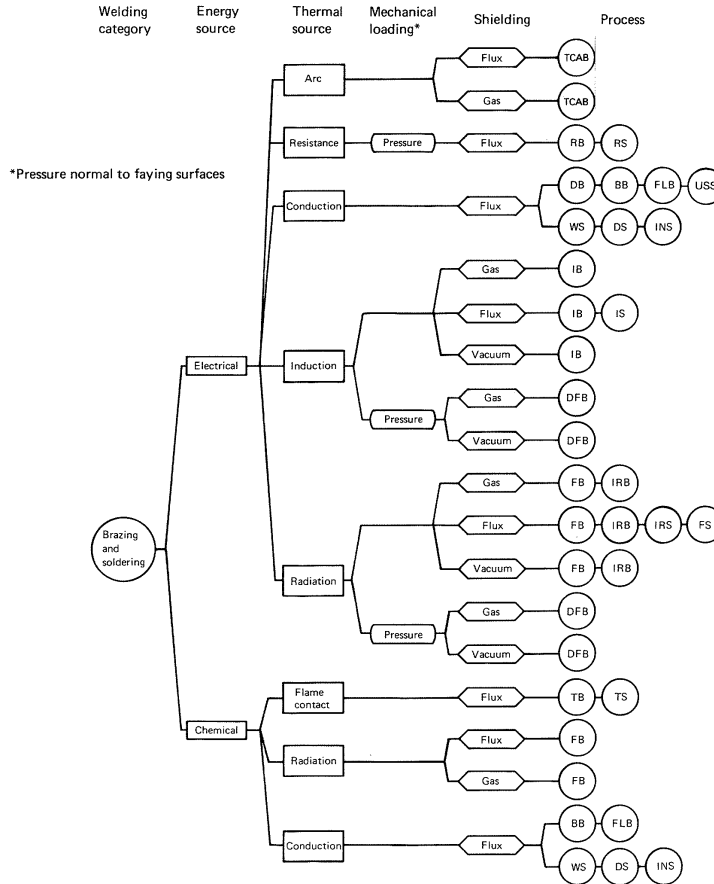 Welding category
Energy source
Thermal source
Mechanical loading*
Shielding
Process
Flux
TCAB
Arc
Gas
TCAB
Resistance
Pressure
Flux
RB
RS
*Pressure normal to faying surfaces
DB
BB
FLB
USS
Conduction
Flux
WS
DS
INS
Gas
IB
Flux
IB
IS
Vacuum
IB
Electrical
Induction
Gas
DFB
Pressure
Vacuum
DFB
Gas
FB
IRB
Flux
FB
IRB
IRS
FS
Brazing
and
soldering
Vacuum
FB
IRB
Radiation
Gas
DFB
Pressure
Vacuum
DFB
Flame
contact
Flux
TB
TS
Chemical
Flux
FB
Radiation
Gas
FB
BB
FLB
Conduction
Flux
WS
DS
INS